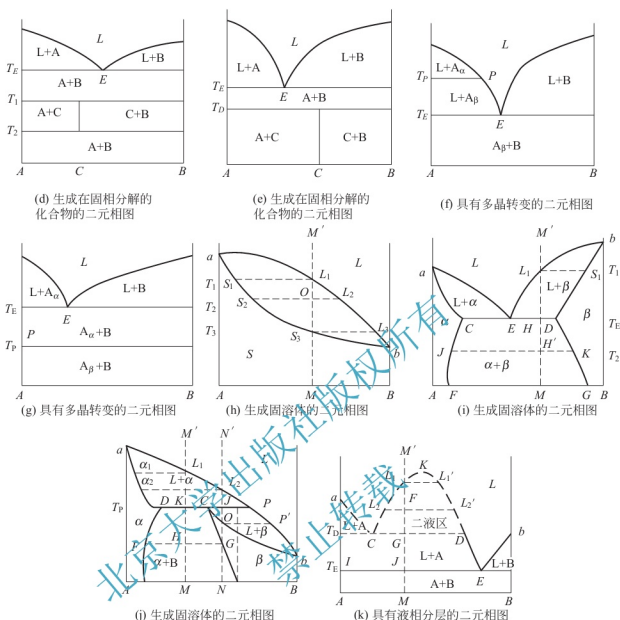 L
L+A
L+B
T_E
E
A+B
T_1
A+C
C+B
T_2
A+B
A
C
B
(d) 生成在固相分解的
化合物的二元相图
L
L+A
L+B
T_E
E
A+B
T_D
A+C
C+B
A
C
B
(e) 生成在固相分解的
化合物的二元相图
L
T_P
L+A_α
P
L+B
L+A_β
T_E
E
A_β+B
A
B
(f) 具有多晶转变的二元相图
L
L+A_α
L+B
T_E
E
P
A_α+B
T_P
A_β+B
A
B
(g) 具有多晶转变的二元相图
M′
a
L
T_1
S_1
L_1
O
T_2
S_2
L_2
T_3
S_3
L_3
b
S
A
M
B
(h) 生成固溶体的二元相图
M′
b
a
L
L_1
S_1
T_1
L+β
L+α
α
β
C
E
H
D
T_E
J
H′
K
T_2
α+β
A
F
M
G
B
(i) 生成固溶体的二元相图
M′
N′
a
α_1
L_1
L
α_2
L+α
L_2
T_P
D
K
C
J
P
α
O
P′
L+β
H
G
b
α+B
β
A
M
N
B
(j) 生成固溶体的二元相图
M′
K
L
L_1′
L
a
L_2
F
L_2′
L+A
二液区
T_D
b
C
G
D
L+A
T_E
I
J
L+B
A+B
E
A
M
B
(k) 具有液相分层的二元相图
北京大学出版社版权所有
禁止转载